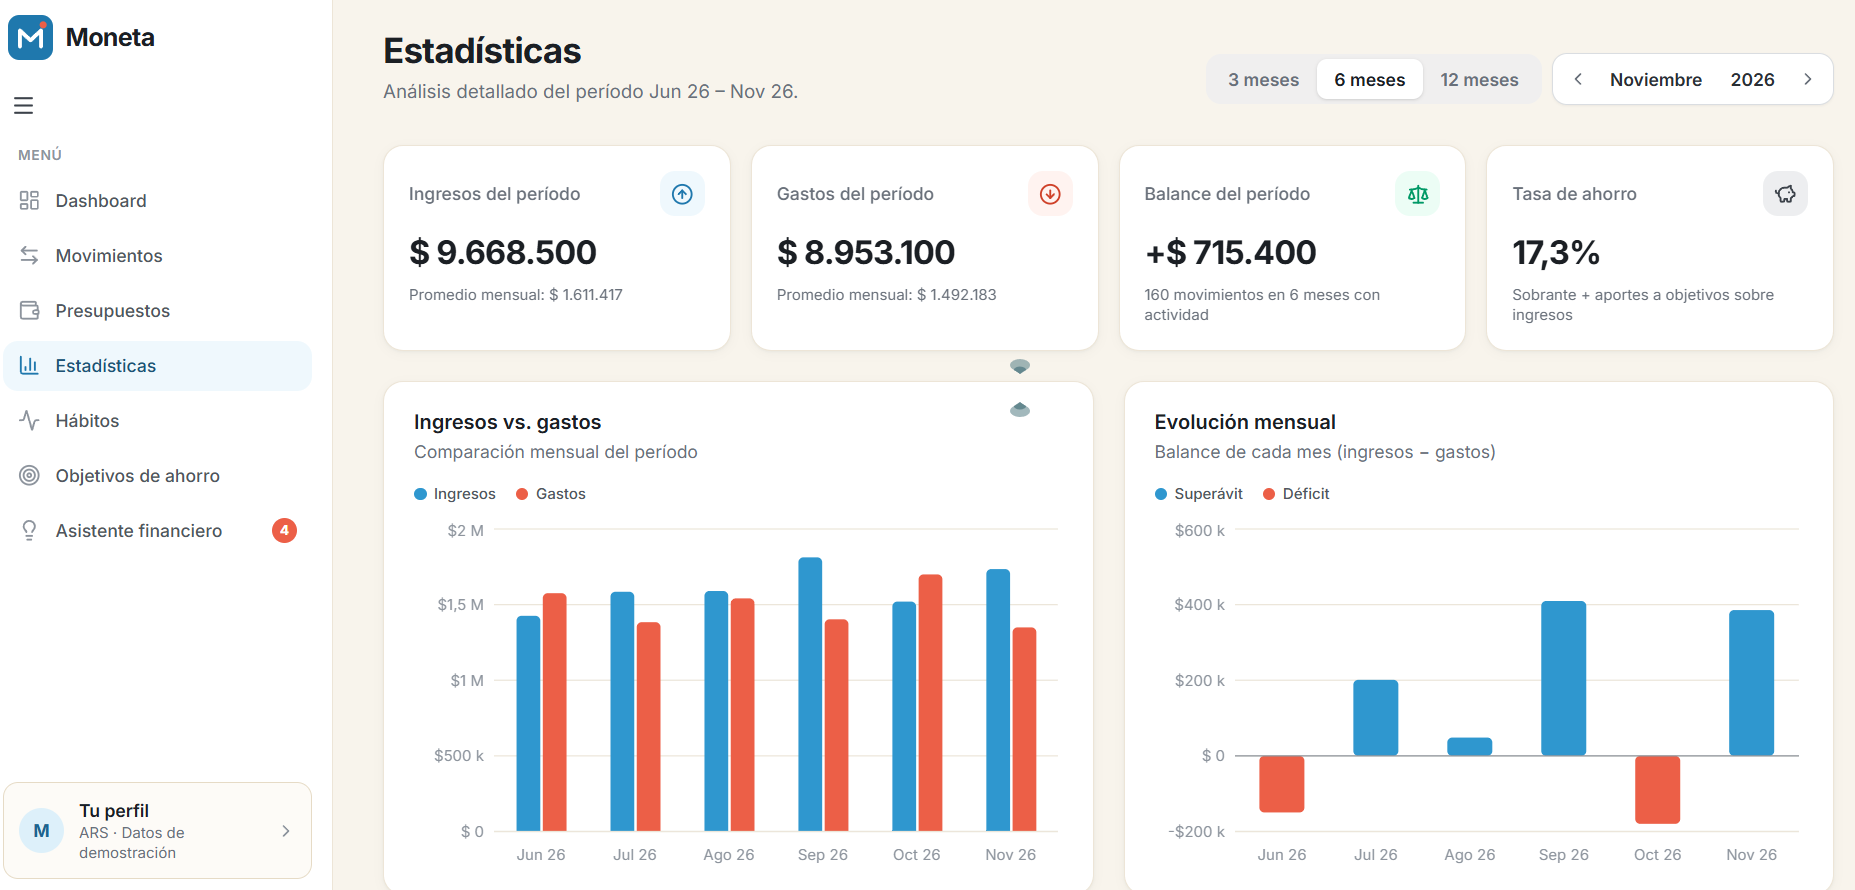 Moneta
MENÚ
Dashboard
Movimientos
Presupuestos
Estadísticas
Hábitos
Objetivos de ahorro
Asistente financiero
4
M
Tu perfil
ARS · Datos de
demostración
Estadísticas
Análisis detallado del período Jun 26 – Nov 26.
3 meses
6 meses
12 meses
Noviembre 2026
Ingresos del período
$ 9.668.500
Promedio mensual: $ 1.611.417
Gastos del período
$ 8.953.100
Promedio mensual: $ 1.492.183
Balance del período
+$ 715.400
160 movimientos en 6 meses con
actividad
Tasa de ahorro
17,3%
Sobrante + aportes a objetivos sobre
ingresos
Ingresos vs. gastos
Comparación mensual del período
Ingresos
Gastos
$2 M
$1,5 M
$1 M
$500 k
$ 0
Jun 26
Jul 26
Ago 26
Sep 26
Oct 26
Nov 26
Evolución mensual
Balance de cada mes (ingresos − gastos)
Superávit
Déficit
$600 k
$400 k
$200 k
$ 0
-$200 k
Jun 26
Jul 26
Ago 26
Sep 26
Oct 26
Nov 26